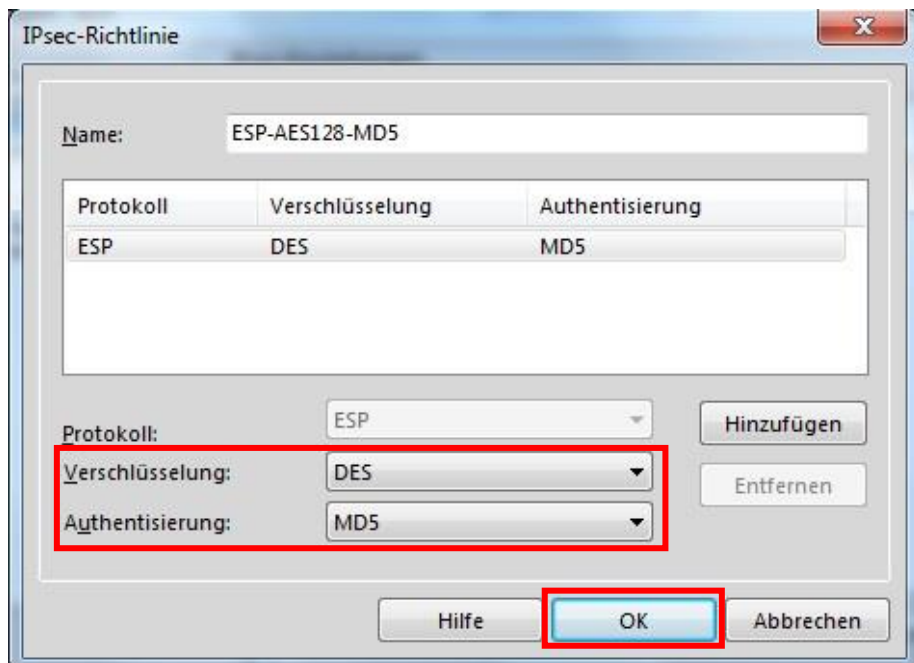 IPsec-Richtlinie
Name: ESP-AES128-MD5
Protokoll Verschlüsselung Authentisierung
ESP DES MD5
Protokoll: ESP
Hinzufügen
Verschlüsselung: DES
Entfernen
Authentisierung: MD5
Hilfe OK Abbrechen